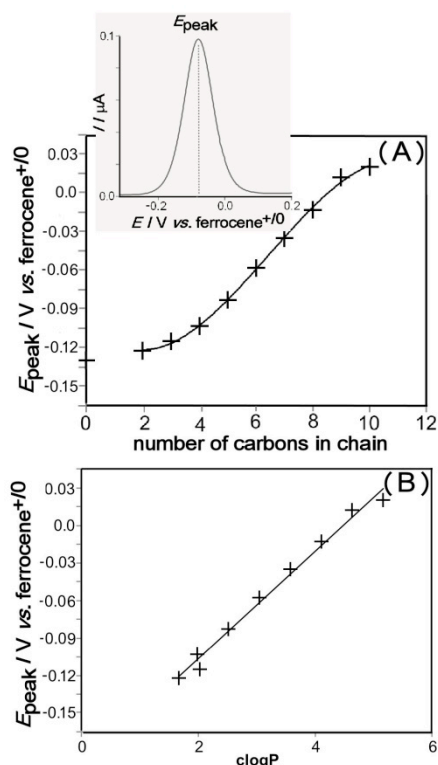 E_peak
0.1
I / μA
0.0
-0.2
0.0
0.2
E / V vs. ferrocene+/0
(A)
0.03
0.0
-0.03
-0.06
-0.09
-0.12
-0.15
E_peak / V vs. ferrocene+/0
0 2 4 6 8 10 12
number of carbons in chain
(B)
0.03
0.0
-0.03
-0.06
-0.09
-0.12
-0.15
E_peak / V vs. ferrocene+/0
0 2 4 6
clogP